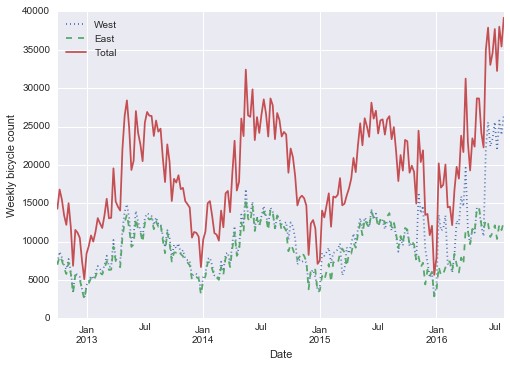 40000
35000
30000
25000
20000
15000
10000
5000
0
Weekly bicycle count
West
East
Total
Jan Jul Jan Jul Jan Jul Jan Jul
2013 2014 2015 2016
Date